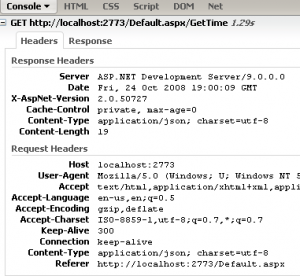 Console HTML CSS Script DOM Net
GET http://localhost:2773/Default.aspx/GetTime 1.29s
Headers Response
Response Headers
Server ASP.NET Development Server/9.0.0.0
Date Fri, 24 Oct 2008 19:00:09 GMT
X-AspNet-Version 2.0.50727
Cache-Control private, max-age=0
Content-Type application/json; charset=utf-8
Content-Length 19
Request Headers
Host localhost:2773
User-Agent Mozilla/5.0 (Windows; U; Windows NT 5
Accept text/html,application/xhtml+xml,appli
Accept-Language en-us,en;q=0.5
Accept-Encoding gzip,deflate
Accept-Charset ISO-8859-1,utf-8;q=0.7,*;q=0.7
Keep-Alive 300
Connection keep-alive
Content-Type application/json; charset=utf-8
Referer http://localhost:2773/Default.aspx